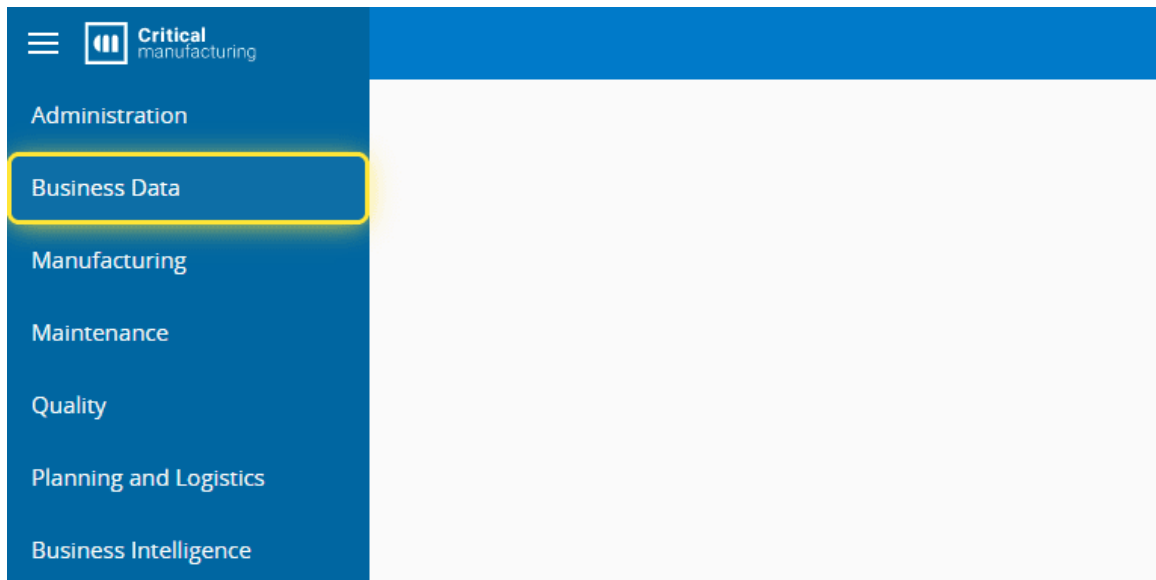 Critical
manufacturing
Administration
Business Data
Manufacturing
Maintenance
Quality
Planning and Logistics
Business Intelligence